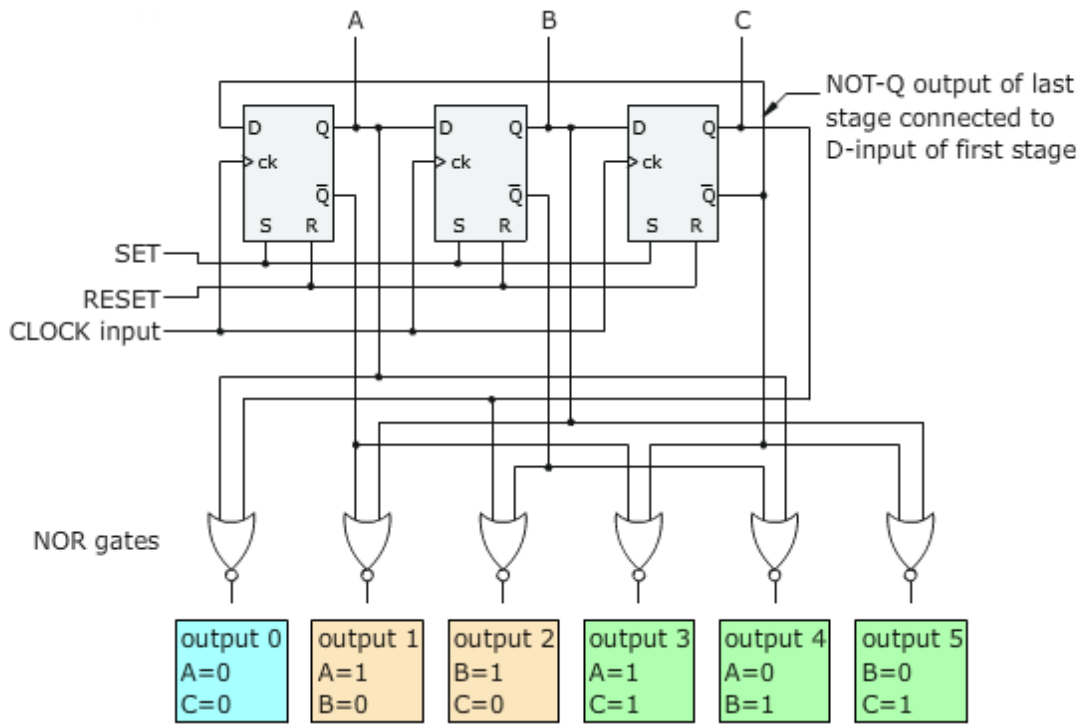 A B C
NOT-Q output of last
stage connected to
D-input of first stage
D Q D Q D Q
ck ck ck
Q̅ Q̅ Q̅
S R S R S R
SET
RESET
CLOCK input
NOR gates
output 0 output 1 output 2 output 3 output 4 output 5
A=0 A=1 B=1 A=1 A=0 B=0
C=0 B=0 C=0 C=1 B=1 C=1